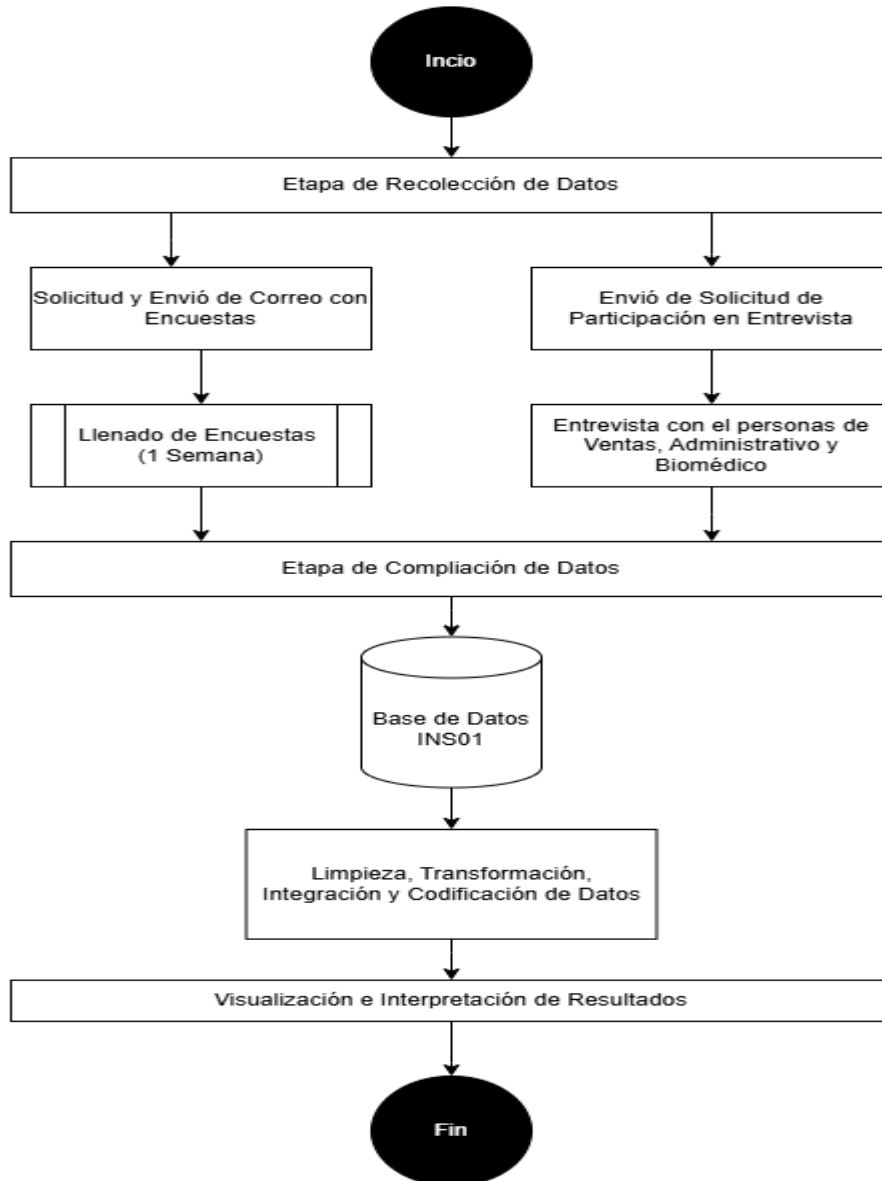 Incio
Etapa de Recolección de Datos
Solicitud y Envió de Correo con
Encuestas
Envió de Solicitud de
Participación en Entrevista
Llenado de Encuestas
(1 Semana)
Entrevista con el personas de
Ventas, Administrativo y
Biomédico
Etapa de Compliación de Datos
Base de Datos
INS01
Limpieza, Transformación,
Integración y Codificación de Datos
Visualización e Interpretación de Resultados
Fin